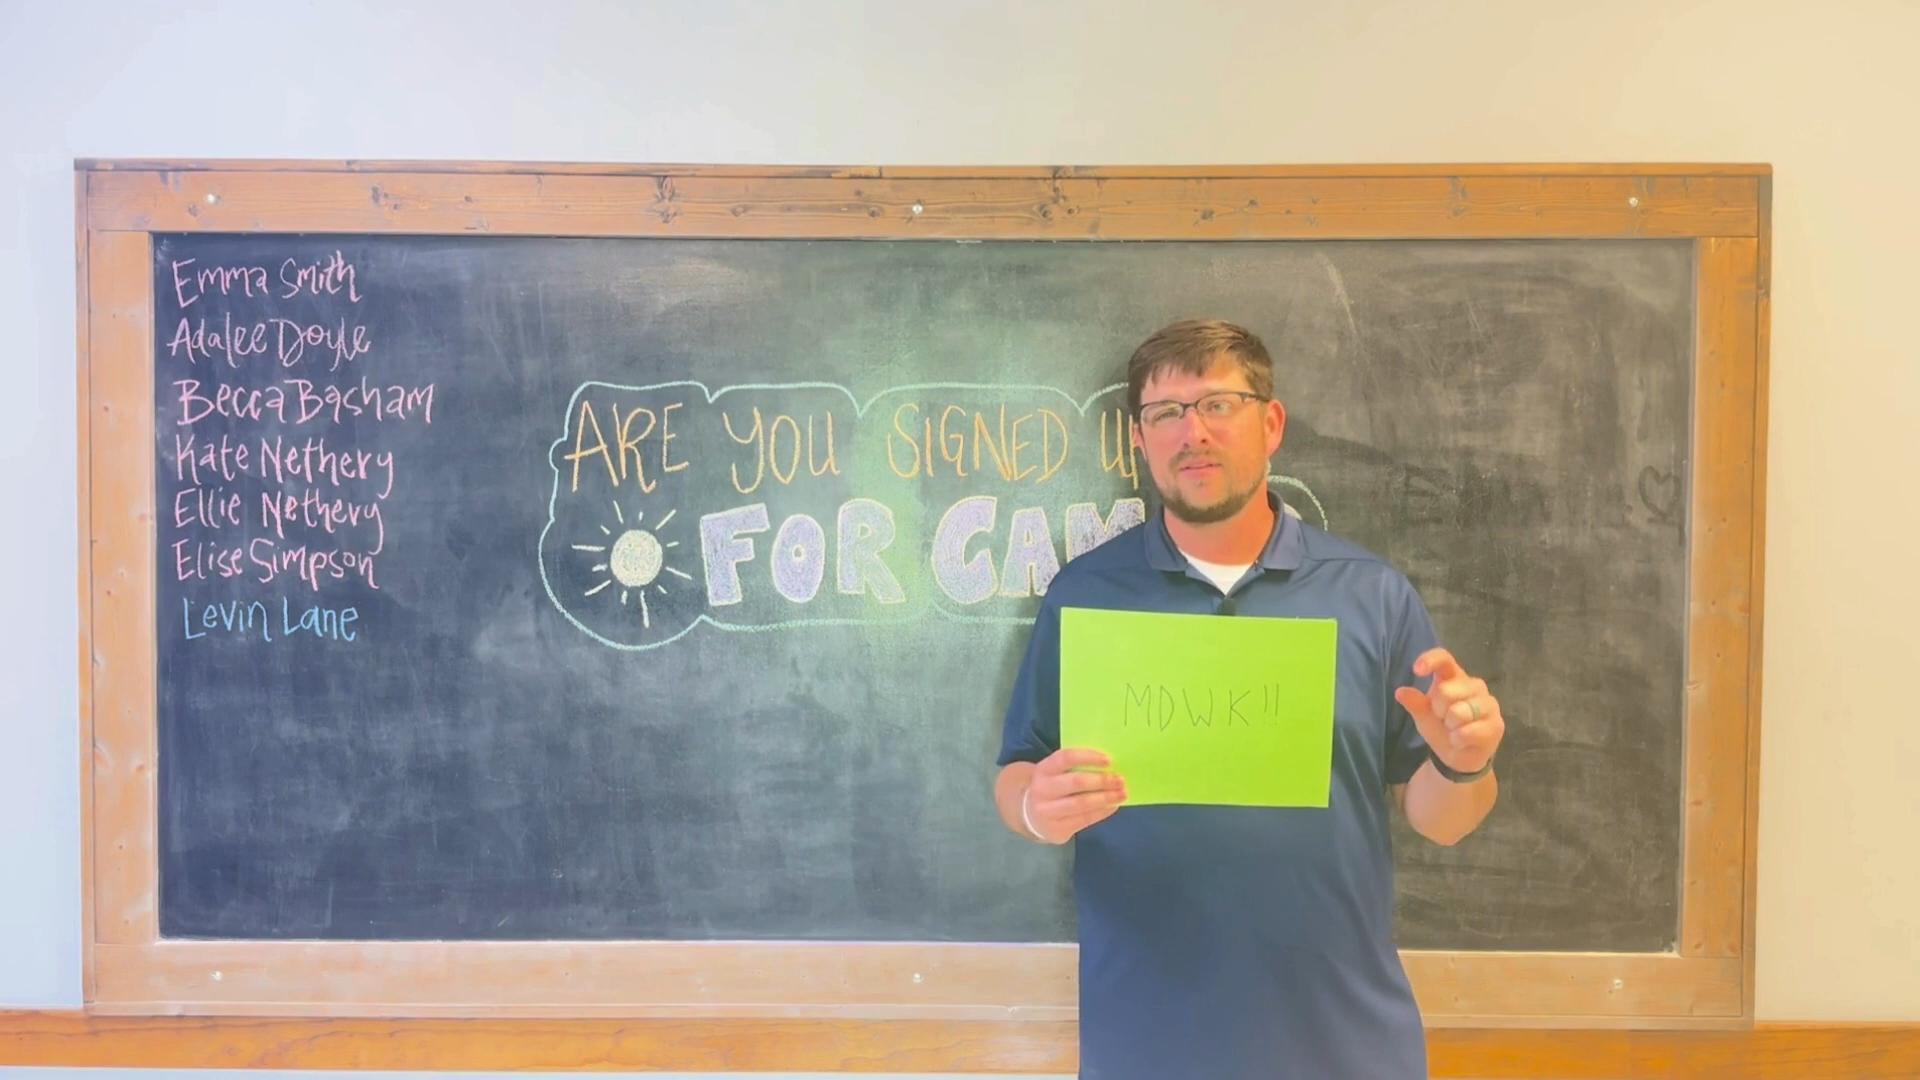 Emma Smith
Adalee Doyle
Becca Basham
Kate Nethery
Ellie Nethery
Elise Simpson
Levin Lane
ARE YOU SIGNED U
FOR CAM
MDWK!!